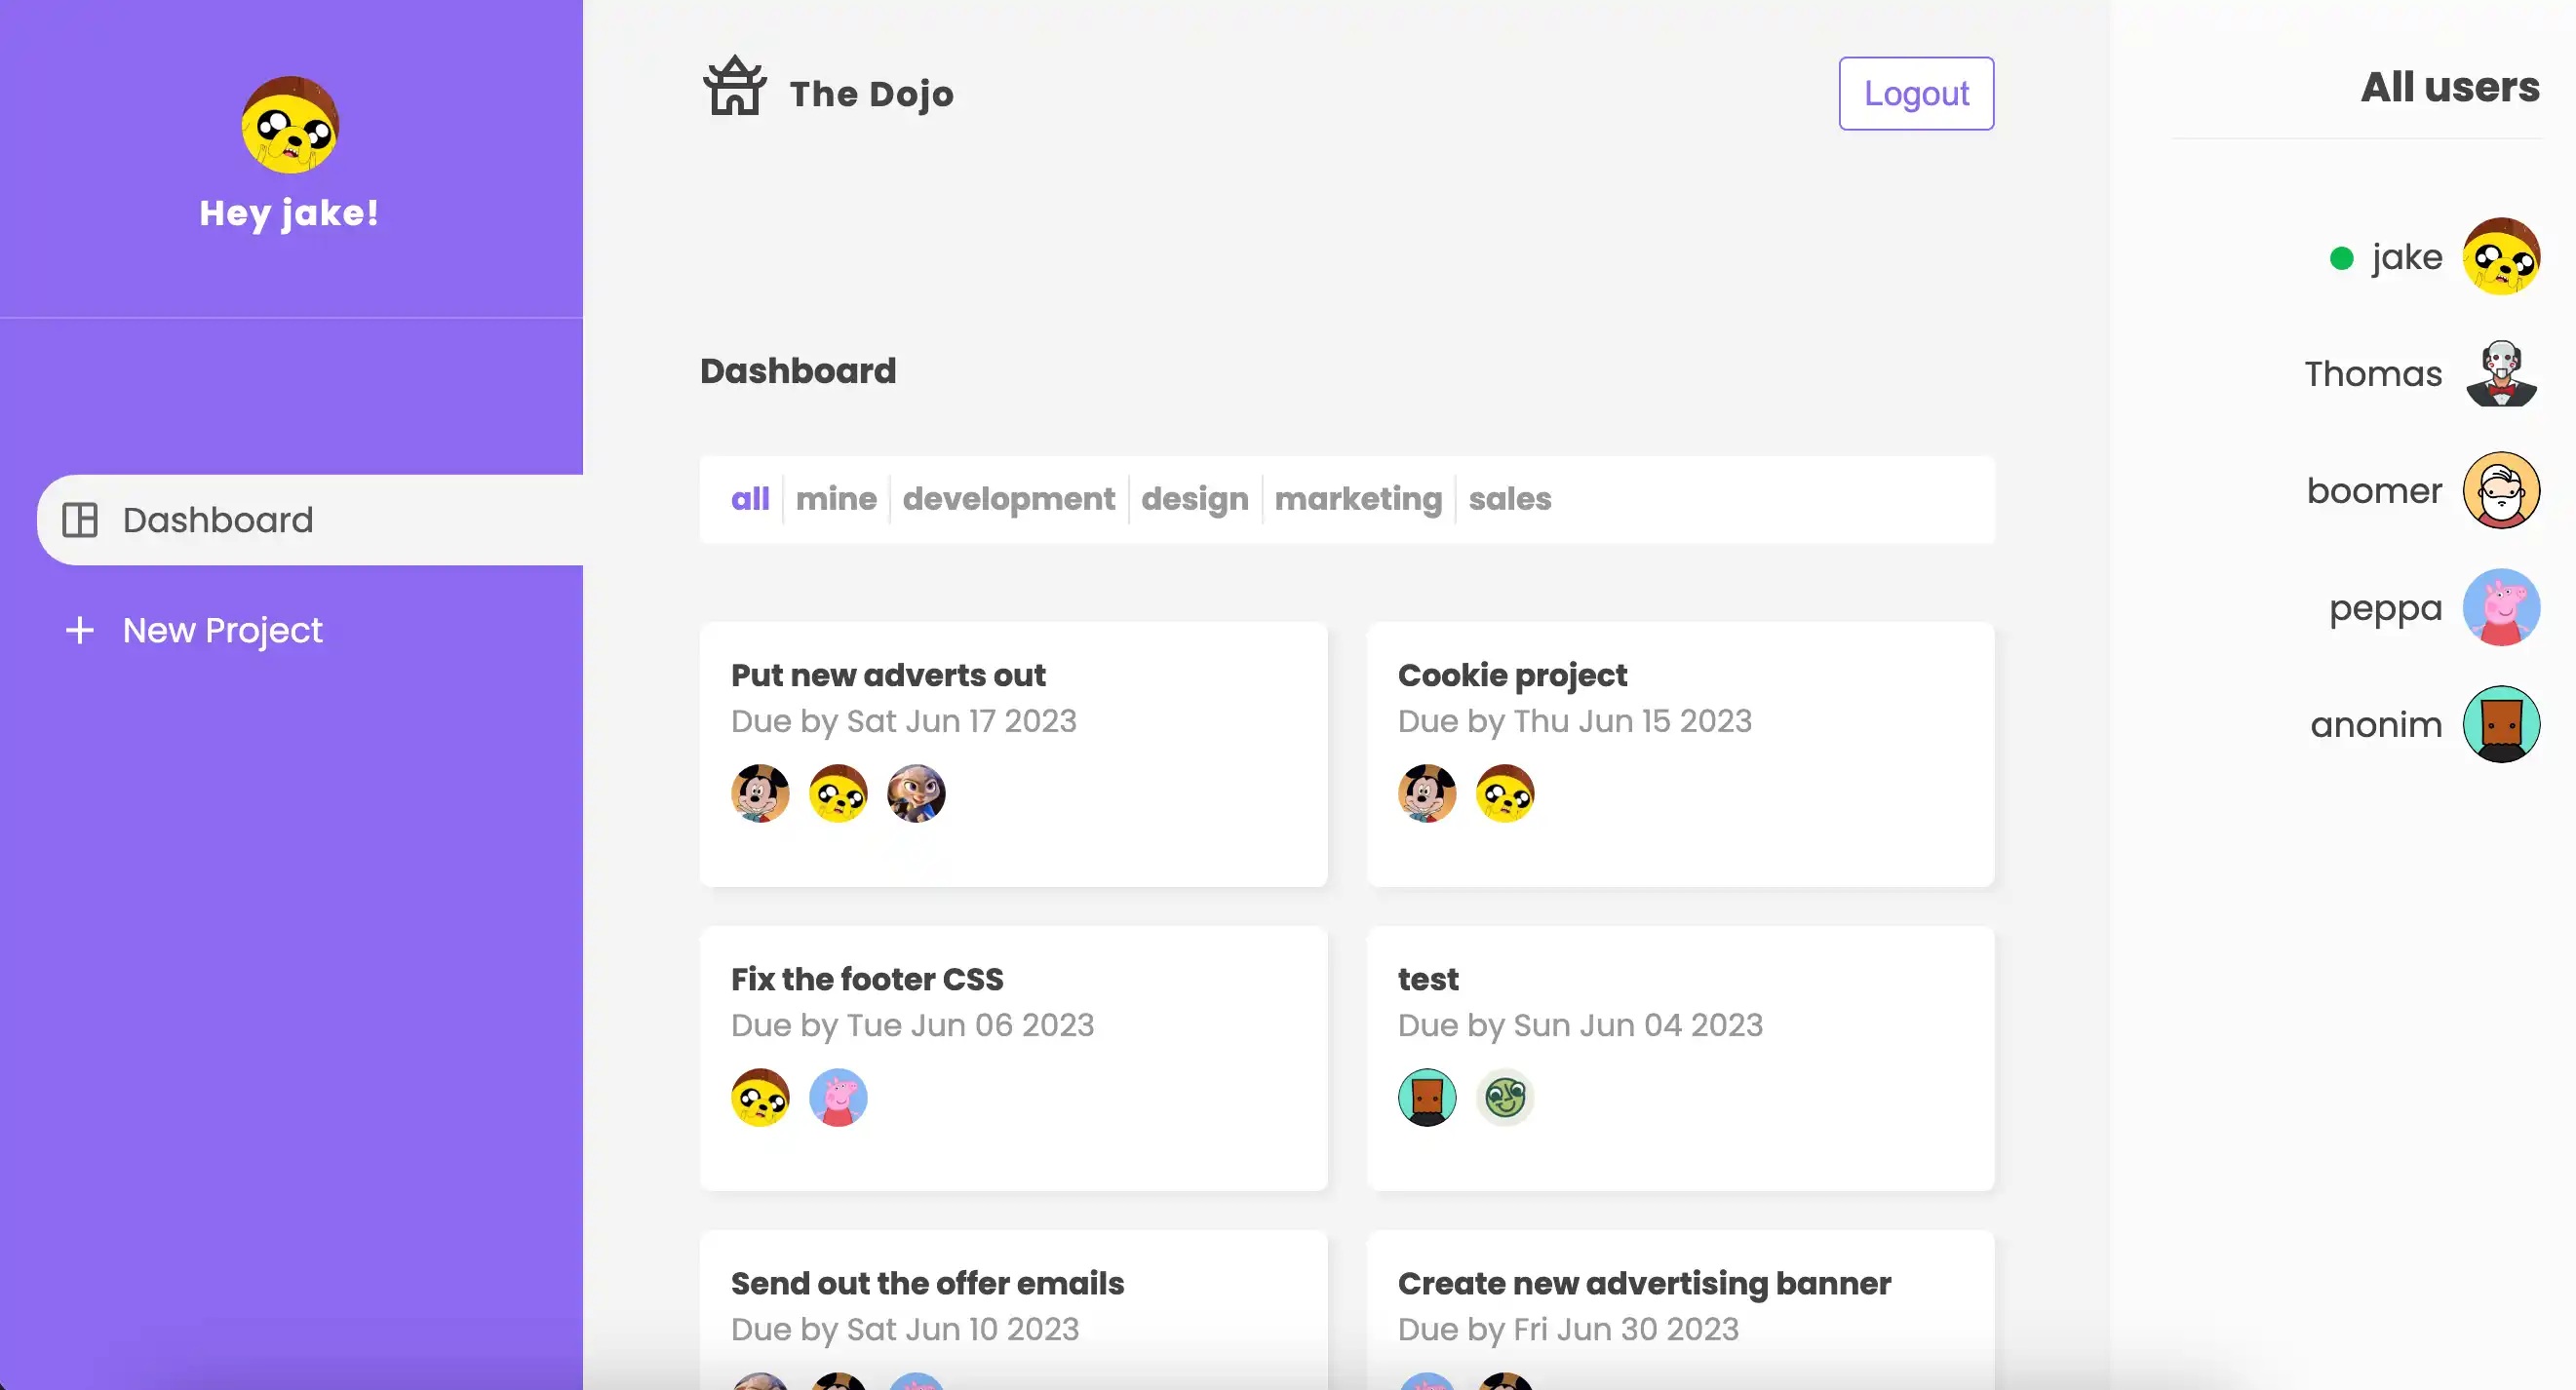 Hey jake!
Dashboard
New Project
The Dojo
Logout
Dashboard
all mine development design marketing sales
Put new adverts out
Due by Sat Jun 17 2023
Cookie project
Due by Thu Jun 15 2023
Fix the footer CSS
Due by Tue Jun 06 2023
test
Due by Sun Jun 04 2023
Send out the offer emails
Due by Sat Jun 10 2023
Create new advertising banner
Due by Fri Jun 30 2023
All users
jake
Thomas
boomer
peppa
anonim